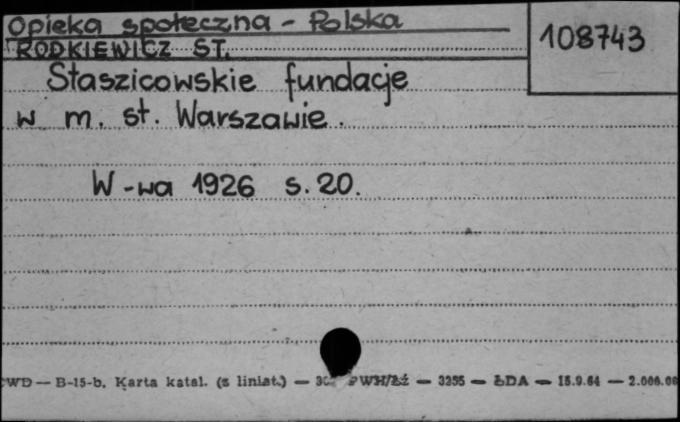 Opieka społeczna - Polska
108743
RODKIEWICZ ST.
Staszicowskie fundacje
w m. st. Warszawie.
W-wa 1926 s. 20.
CWD — B-15-b. Karta katal. (z liniat.) — PWH/Łź — 3255 — ŁDA — 15.9.64 — 2.000.00